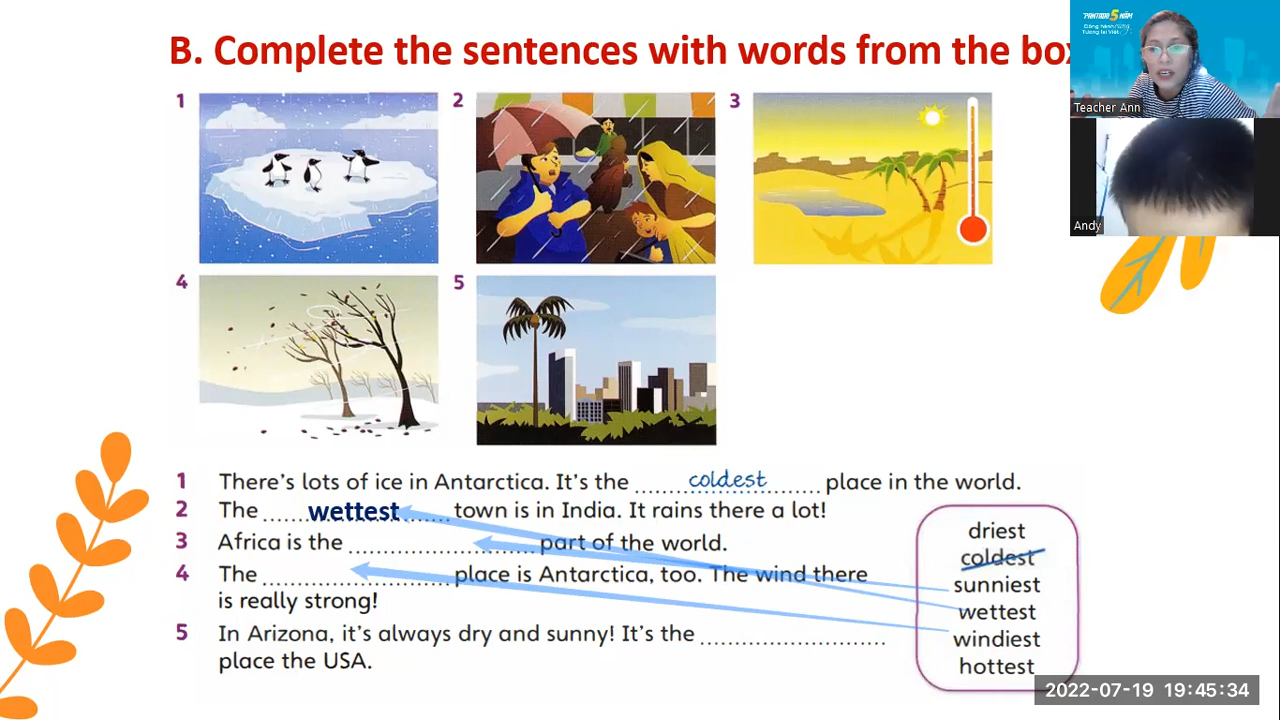 B. Complete the sentences with words from the box
1
2
3
4
5
1 There's lots of ice in Antarctica. It's the coldest place in the world.
2 The wettest town is in India. It rains there a lot!
3 Africa is the .......................... part of the world.
4 The .......................... place is Antarctica, too. The wind there
is really strong!
5 In Arizona, it's always dry and sunny! It's the ..........................
place the USA.
driest
coldest
sunniest
wettest
windiest
hottest
5 NĂM
Teacher Ann
Andy
2022-07-19 19:45:34